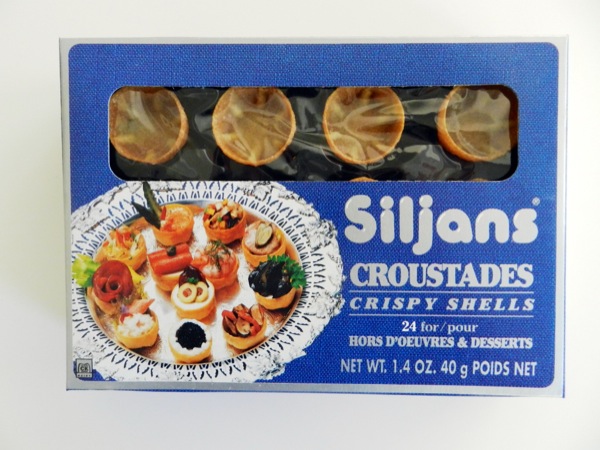 Siljans®
CROUSTADES
CRISPY SHELLS
24 for/pour
HORS D'OEUVRES & DESSERTS
NET WT. 1.4 OZ. 40 g POIDS NET